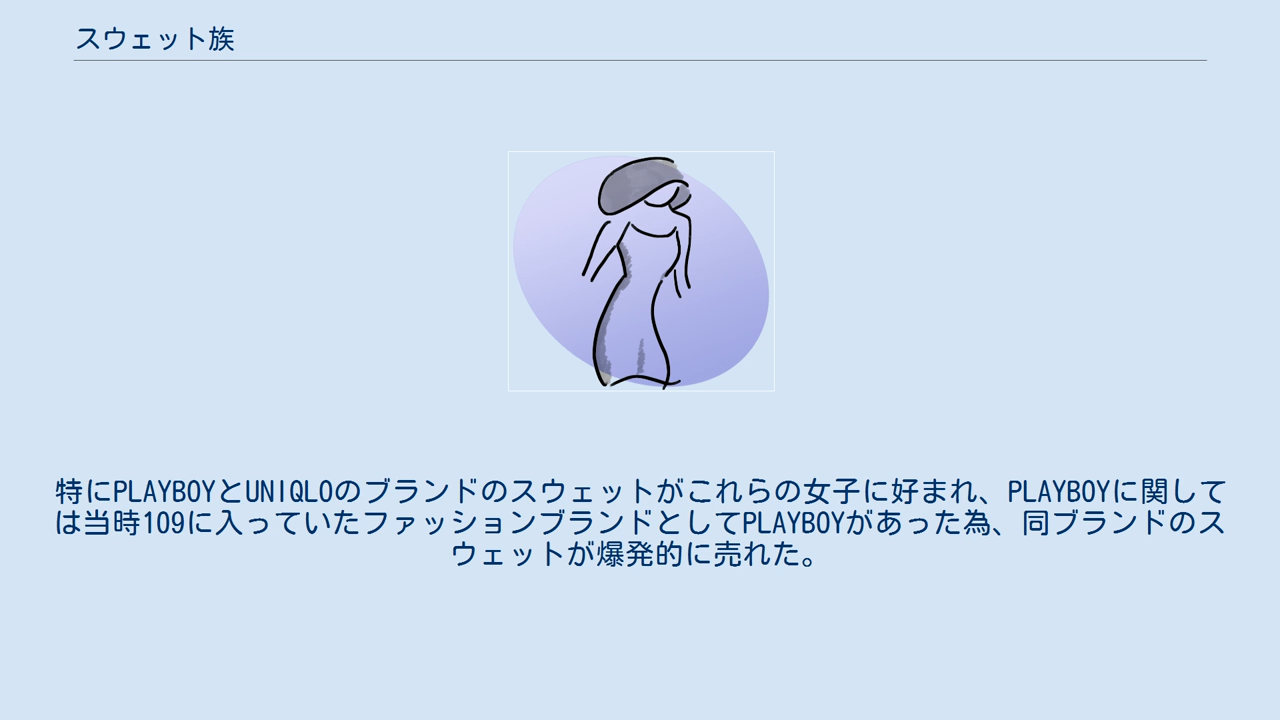 スウェット族
特にPLAYBOYとUNIQLOのブランドのスウェットがこれらの女子に好まれ、PLAYBOYに関して
は当時109に入っていたファッションブランドとしてPLAYBOYがあった為、同ブランドのス
ウェットが爆発的に売れた。